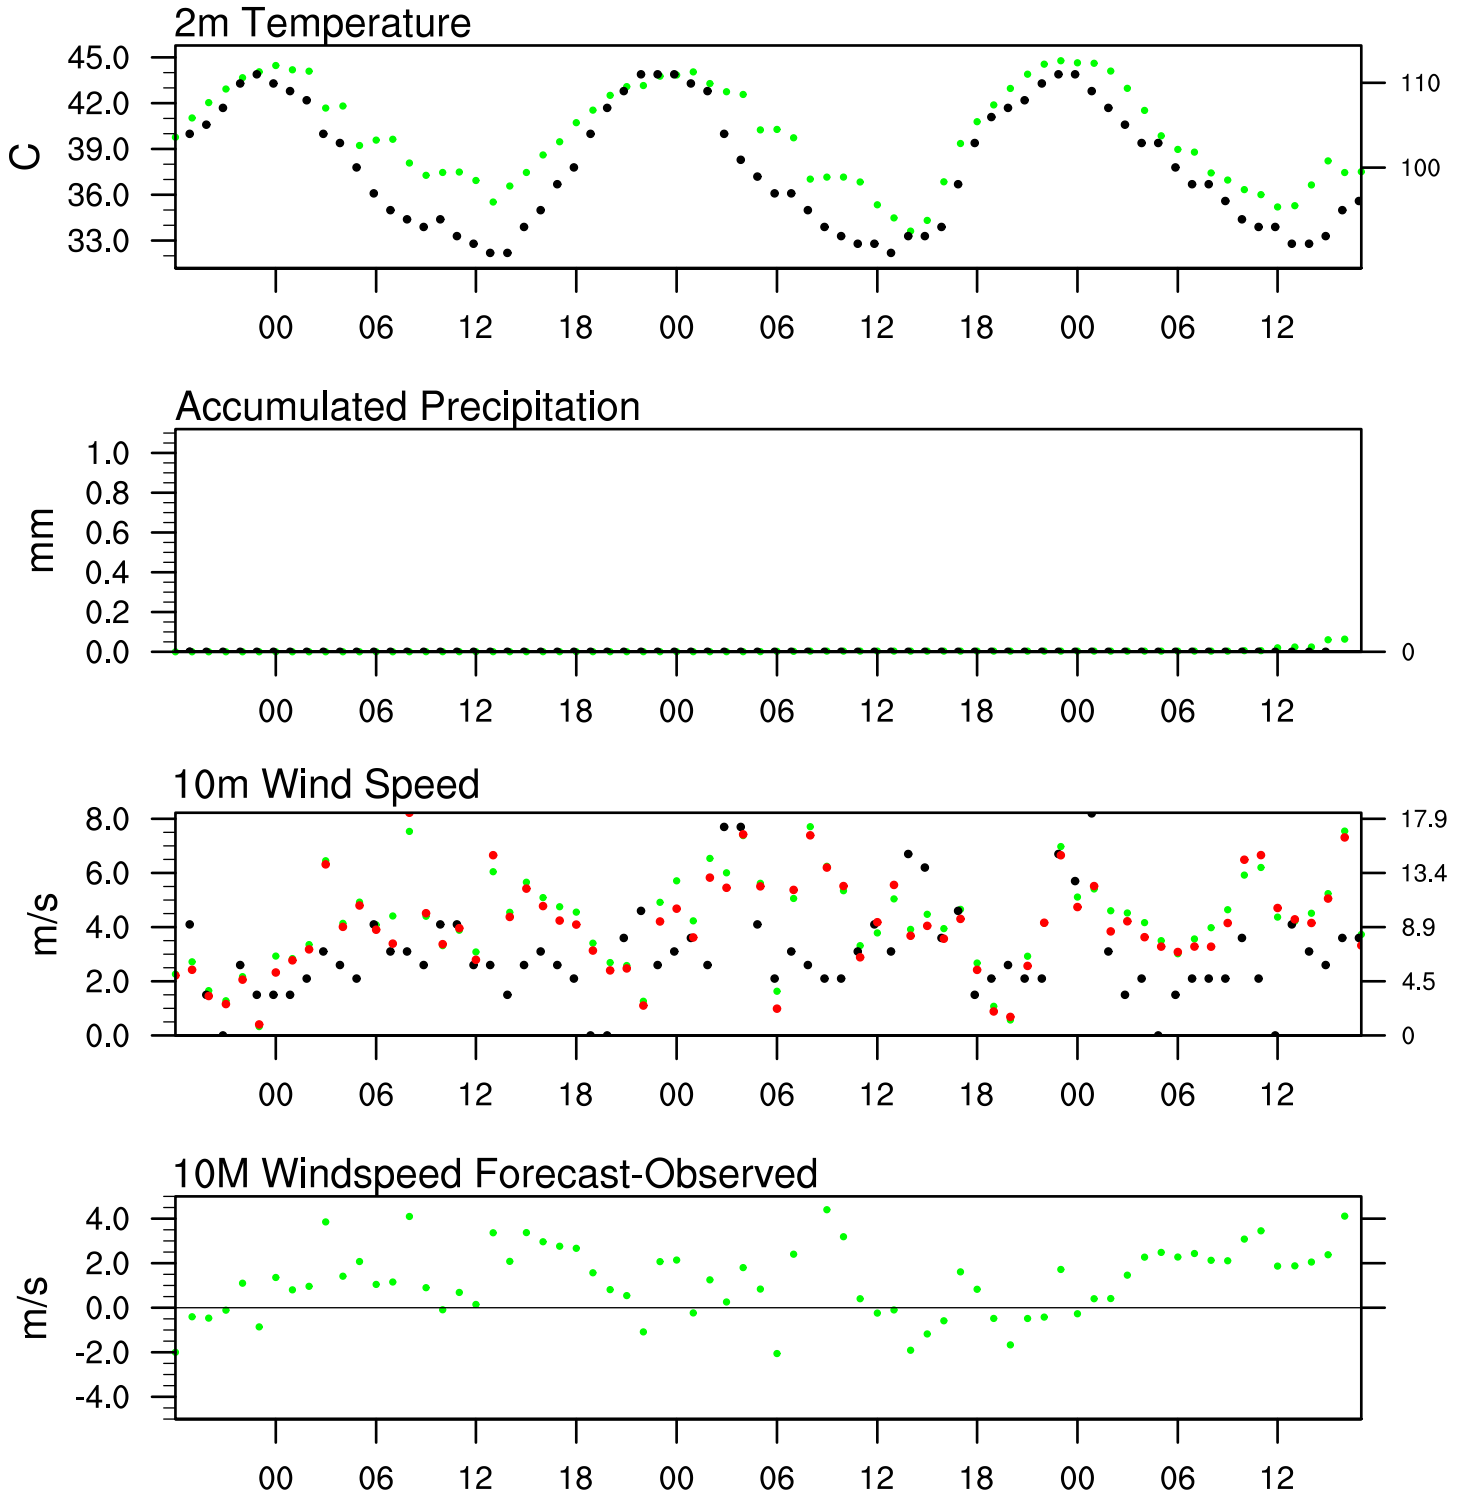 2m Temperature
45.0
42.0
39.0
36.0
33.0
C
110
100
00 06 12 18 00 06 12 18 00 06 12
Accumulated Precipitation
1.0
0.8
0.6
0.4
0.2
0.0
mm
0
00 06 12 18 00 06 12 18 00 06 12
10m Wind Speed
8.0
6.0
4.0
2.0
0.0
m/s
17.9
13.4
8.9
4.5
0
00 06 12 18 00 06 12 18 00 06 12
10M Windspeed Forecast-Observed
4.0
2.0
0.0
-2.0
-4.0
m/s
00 06 12 18 00 06 12 18 00 06 12